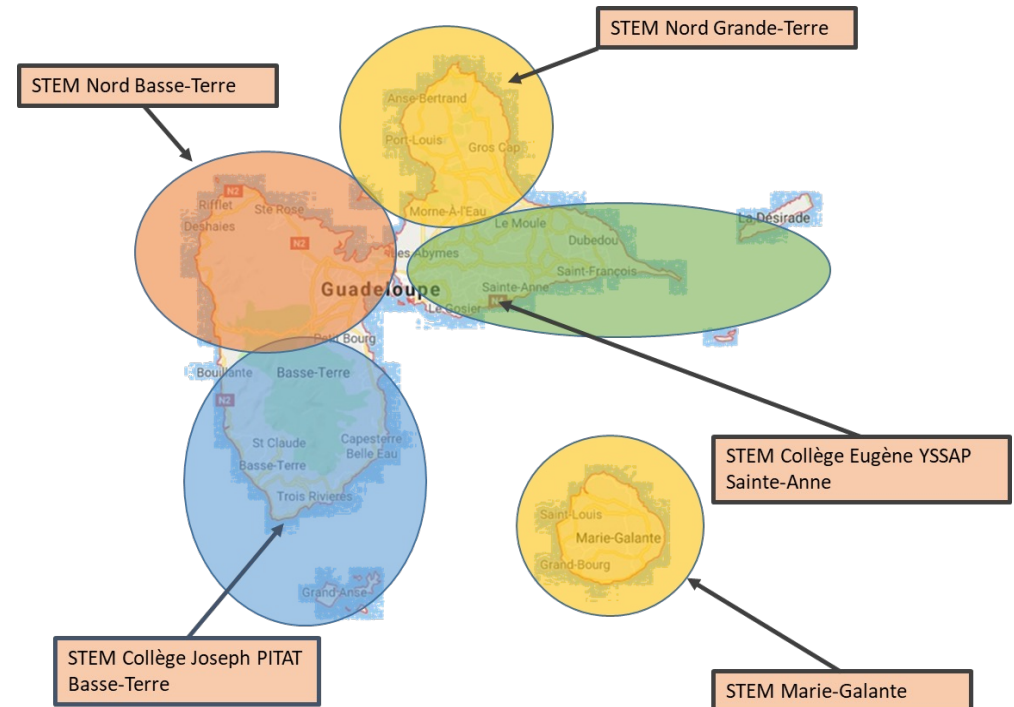 STEM Nord Grande-Terre
STEM Nord Basse-Terre
Anse-Bertrand
Port-Louis
Gros Cap
N2
Rifflet
Ste Rose
Deshaies
Morne-À-l'Eau
Le Moule
La Désirade
N2
Les Abymes
Dubedou
Saint-François
Guadeloupe
Sainte-Anne
N4
Le Gosier
Petit Bourg
Bouillante
Basse-Terre
N2
St Claude
Capesterre
Belle Eau
Basse-Terre
Trois Rivieres
STEM Collège Eugène YSSAP
Sainte-Anne
Saint-Louis
Marie-Galante
Grand-Bourg
Grand Anse
STEM Collège Joseph PITAT
Basse-Terre
STEM Marie-Galante